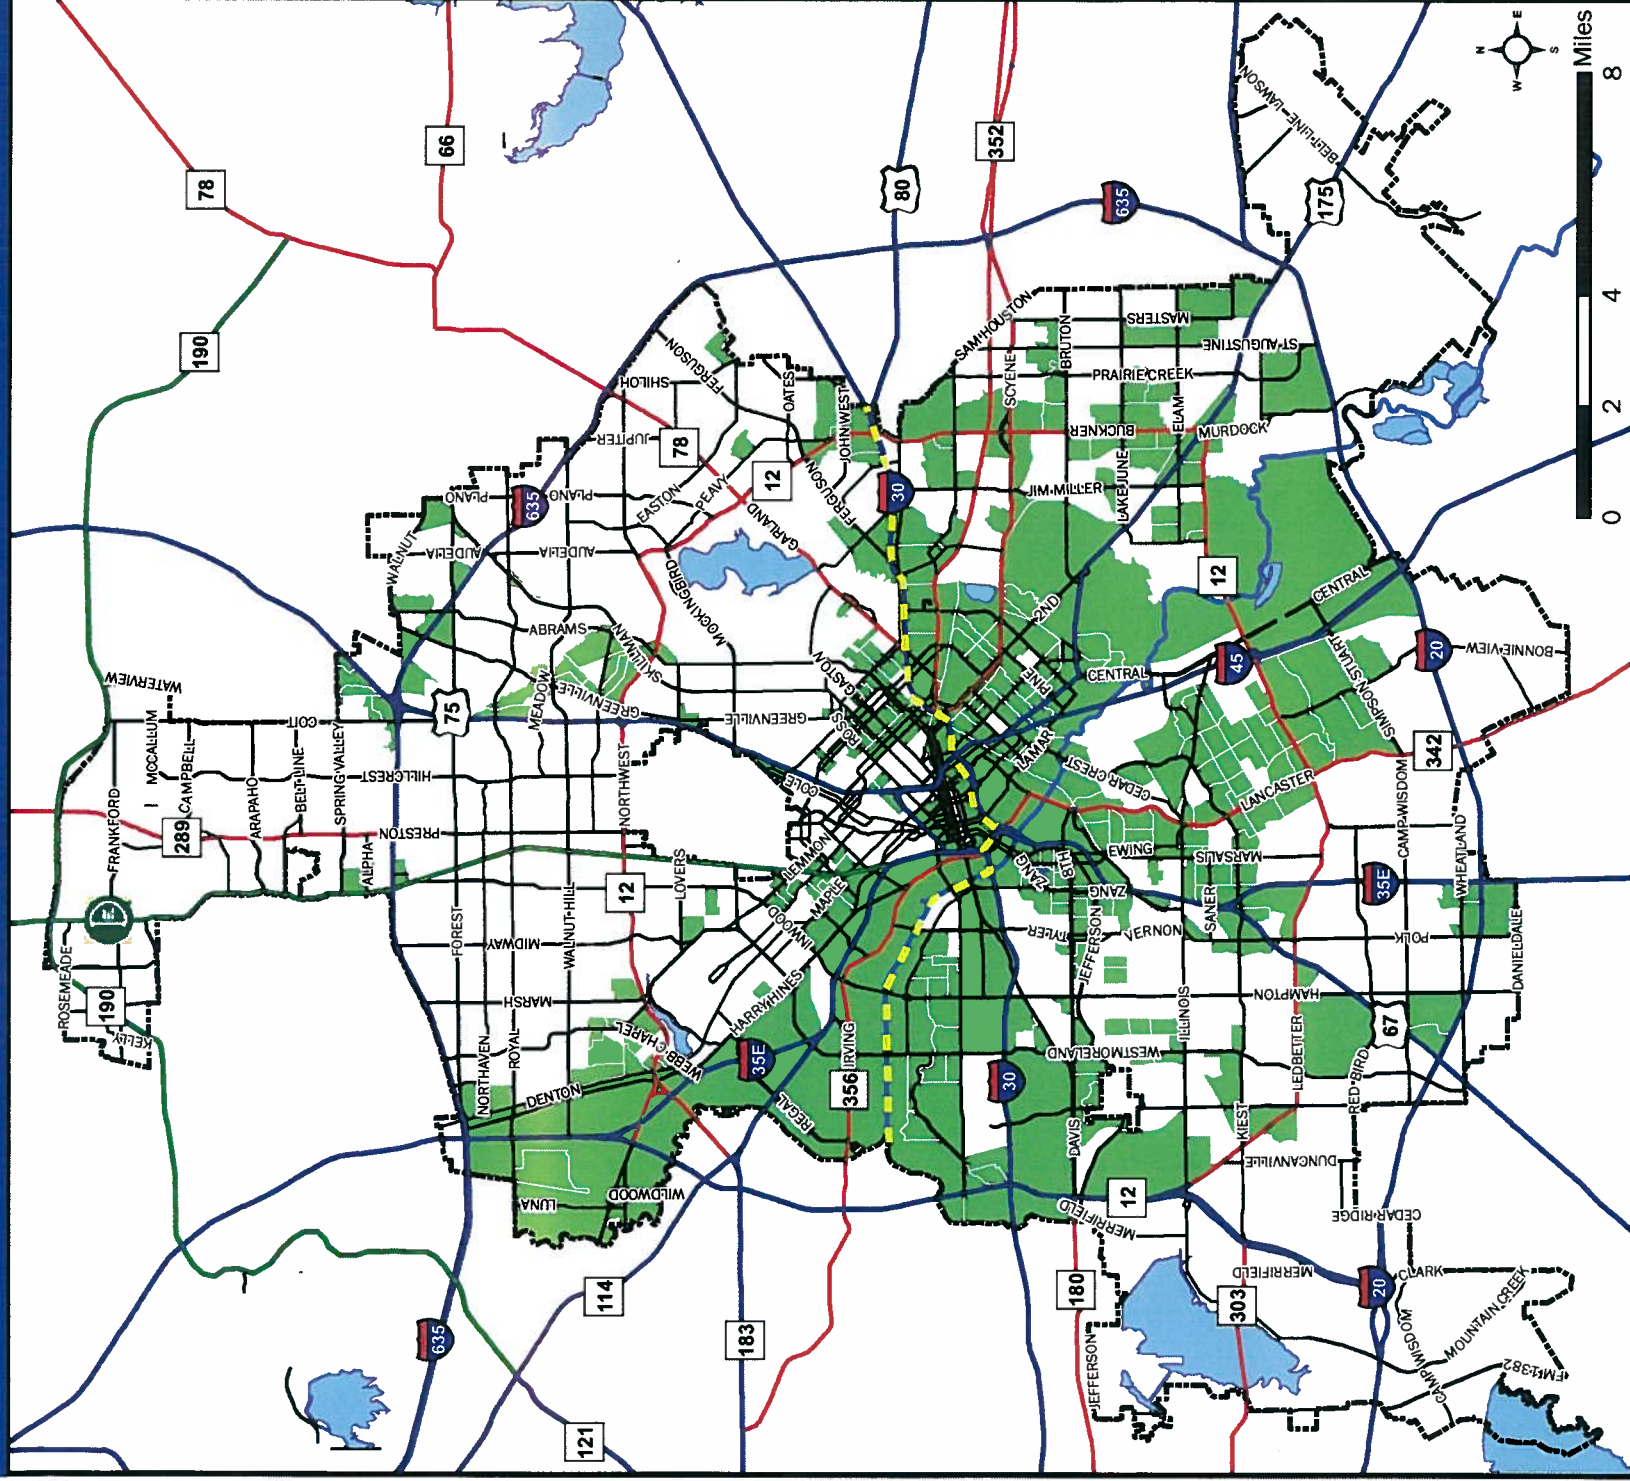 78
66
190
352
80
635
175
LAWSON
BELT-LINE
N
E
S
W
Miles
8
4
2
0
WATERVIEW
FRANKFORD
MCCALLUM
CAMPBELL
289
ARAPAHO
BELT-LINE
SPRING-VALLEY
COIT
HILLCREST
PRESTON
ALPHA
ROSEMEADE
190
KELLY
75
635
WALNUT
PLANO
PLANO
AUDELIA
AUDELIA
JUPITER
SHILOH
FERGUSON
FERGUSON
78
12
OATES
JOHN-WEST
EASTON
PEAVY
GARLAND
FERGUSON
30
ABRAMS
SKILLMAN
MOCKINGBIRD
MEADOW
GREENVILLE
GREENVILLE
NORTHWEST
12
LOVERS
FOREST
MIDWAY
WALNUT-HILL
MARSH
NORTHAVEN
ROYAL
DENTON
WEBB-CHAPEL
LUNA
WILDWOOD
COLE
LEMMON
MAPLE
INWOOD
HARRY-HINES
35E
REGAL
356
IRVING
ROSS
GASTON
SAM-HOUSTON
SCYENE
BRUTON
MASTERS
ST-AUGUSTINE
PRAIRIE-CREEK
BUCKNER
ELAM
MURDOCK
LAKE-JUNE
JIM-MILLER
12
2ND
PINE
CENTRAL
CENTRAL
LAMAR
CEDAR-CREST
45
20
SIMPSON-STUART
BONNIE-VIEW
342
LANCASTER
CAMP-WISDOM
WHEATLAND
EWING
MARSALIS
8TH
ZANG
ZANG
SANER
35E
TYLER
VERNON
JEFFERSON
POLK
DANIELDALE
HAMPTON
ILLINOIS
WESTMORELAND
LEDBETTER
RED-BIRD
67
30
DAVIS
KIEST
DUNCANVILLE
12
MERRIFIELD
MERRIFIELD
CEDAR-RIDGE
180
303
20
CLARK
MOUNTAIN-CREEK
CAMP-WISDOM
FM-1382
JEFFERSON
114
183
121
635